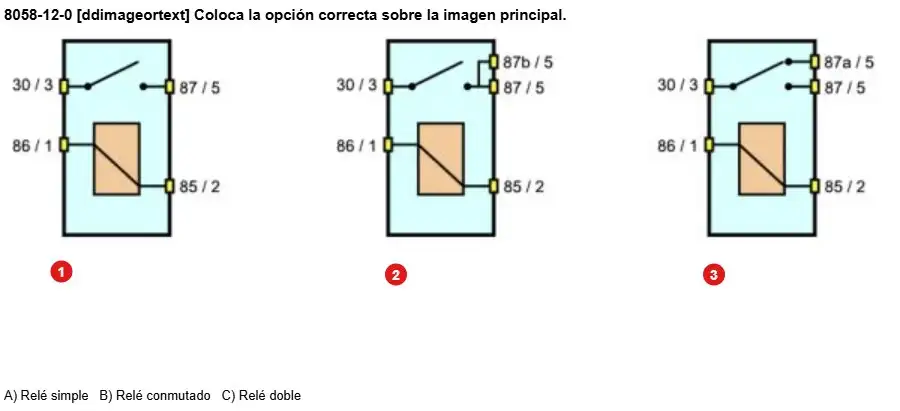 8058-12-0 [ddimageortext] Coloca la opción correcta sobre la imagen principal.
30 / 3
87 / 5
86 / 1
85 / 2
1
30 / 3
87b / 5
87 / 5
86 / 1
85 / 2
2
30 / 3
87a / 5
87 / 5
86 / 1
85 / 2
3
A) Relé simple B) Relé conmutado C) Relé doble